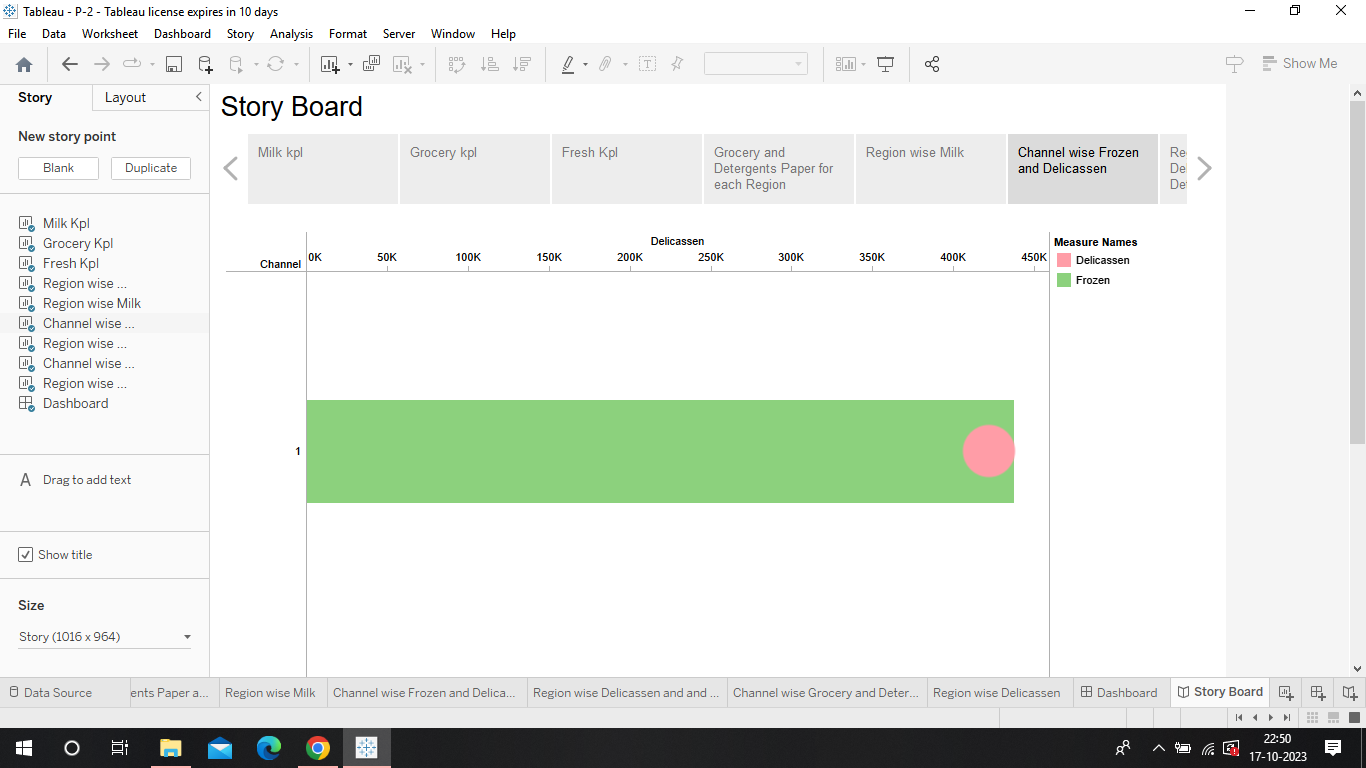 Tableau - P-2 - Tableau license expires in 10 days
File Data Worksheet Dashboard Story Analysis Format Server Window Help
Show Me
Story Layout
New story point
Blank Duplicate
Milk Kpl
Grocery Kpl
Fresh Kpl
Region wise ...
Region wise Milk
Channel wise ...
Region wise ...
Channel wise ...
Region wise ...
Dashboard
A Drag to add text
Show title
Size
Story (1016 x 964)
Story Board
Milk kpl
Grocery kpl
Fresh Kpl
Grocery and
Detergents Paper for
each Region
Region wise Milk
Channel wise Frozen
and Delicassen
Re
De
Det
Delicassen
Channel
0K 50K 100K 150K 200K 250K 300K 350K 400K 450K
1
Measure Names
Delicassen
Frozen
Data Source ents Paper a... Region wise Milk Channel wise Frozen and Delica... Region wise Delicassen and and ... Channel wise Grocery and Deter... Region wise Delicassen Dashboard Story Board
22:50
17-10-2023